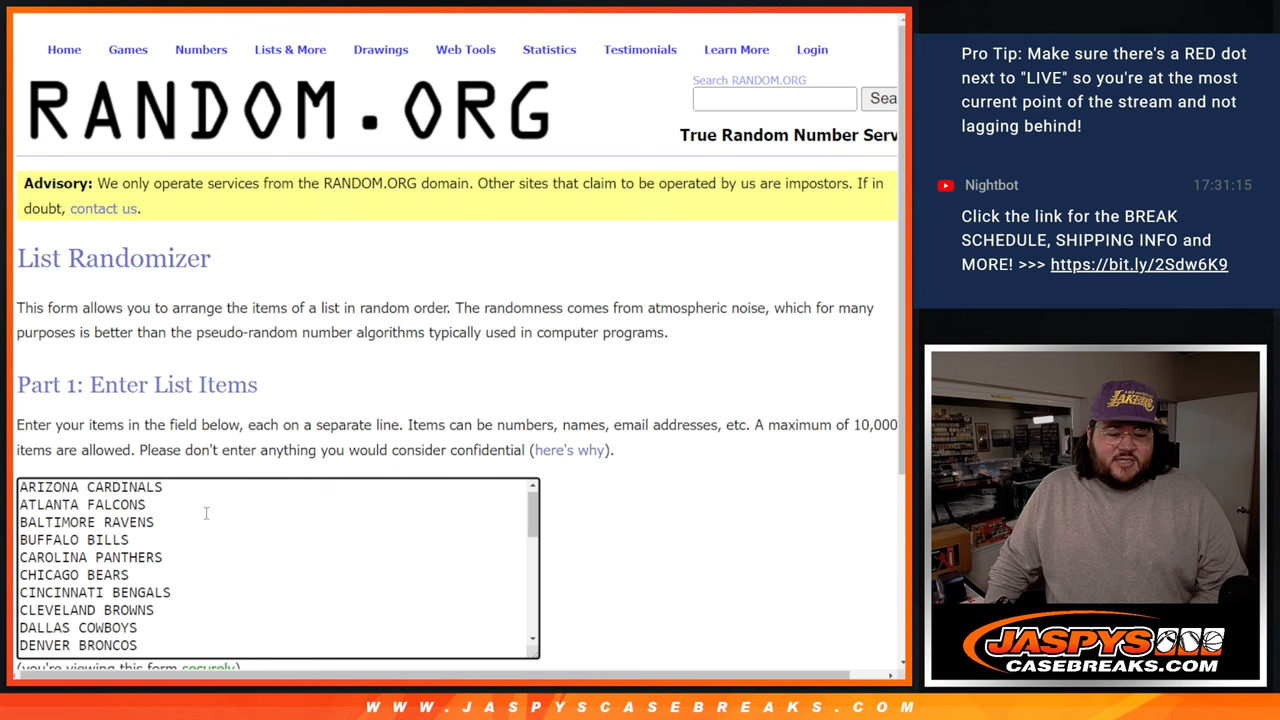 Home Games Numbers Lists & More Drawings Web Tools Statistics Testimonials Learn More Login
RANDOM.ORG
Search RANDOM.ORG
Sea
True Random Number Serv
Advisory: We only operate services from the RANDOM.ORG domain. Other sites that claim to be operated by us are impostors. If in
doubt, contact us.
List Randomizer
This form allows you to arrange the items of a list in random order. The randomness comes from atmospheric noise, which for many
purposes is better than the pseudo-random number algorithms typically used in computer programs.
Part 1: Enter List Items
Enter your items in the field below, each on a separate line. Items can be numbers, names, email addresses, etc. A maximum of 10,000
items are allowed. Please don't enter anything you would consider confidential (here's why).
ARIZONA CARDINALS
ATLANTA FALCONS
BALTIMORE RAVENS
BUFFALO BILLS
CAROLINA PANTHERS
CHICAGO BEARS
CINCINNATI BENGALS
CLEVELAND BROWNS
DALLAS COWBOYS
DENVER BRONCOS
(you're viewing this form securely)
Pro Tip: Make sure there's a RED dot
next to "LIVE" so you're at the most
current point of the stream and not
lagging behind!
Nightbot 17:31:15
Click the link for the BREAK
SCHEDULE, SHIPPING INFO and
MORE! >>> https://bit.ly/2Sdw6K9
LAKERS
JASPYS
CASEBREAKS.COM
WWW.JASPYSCASEBREAKS.COM